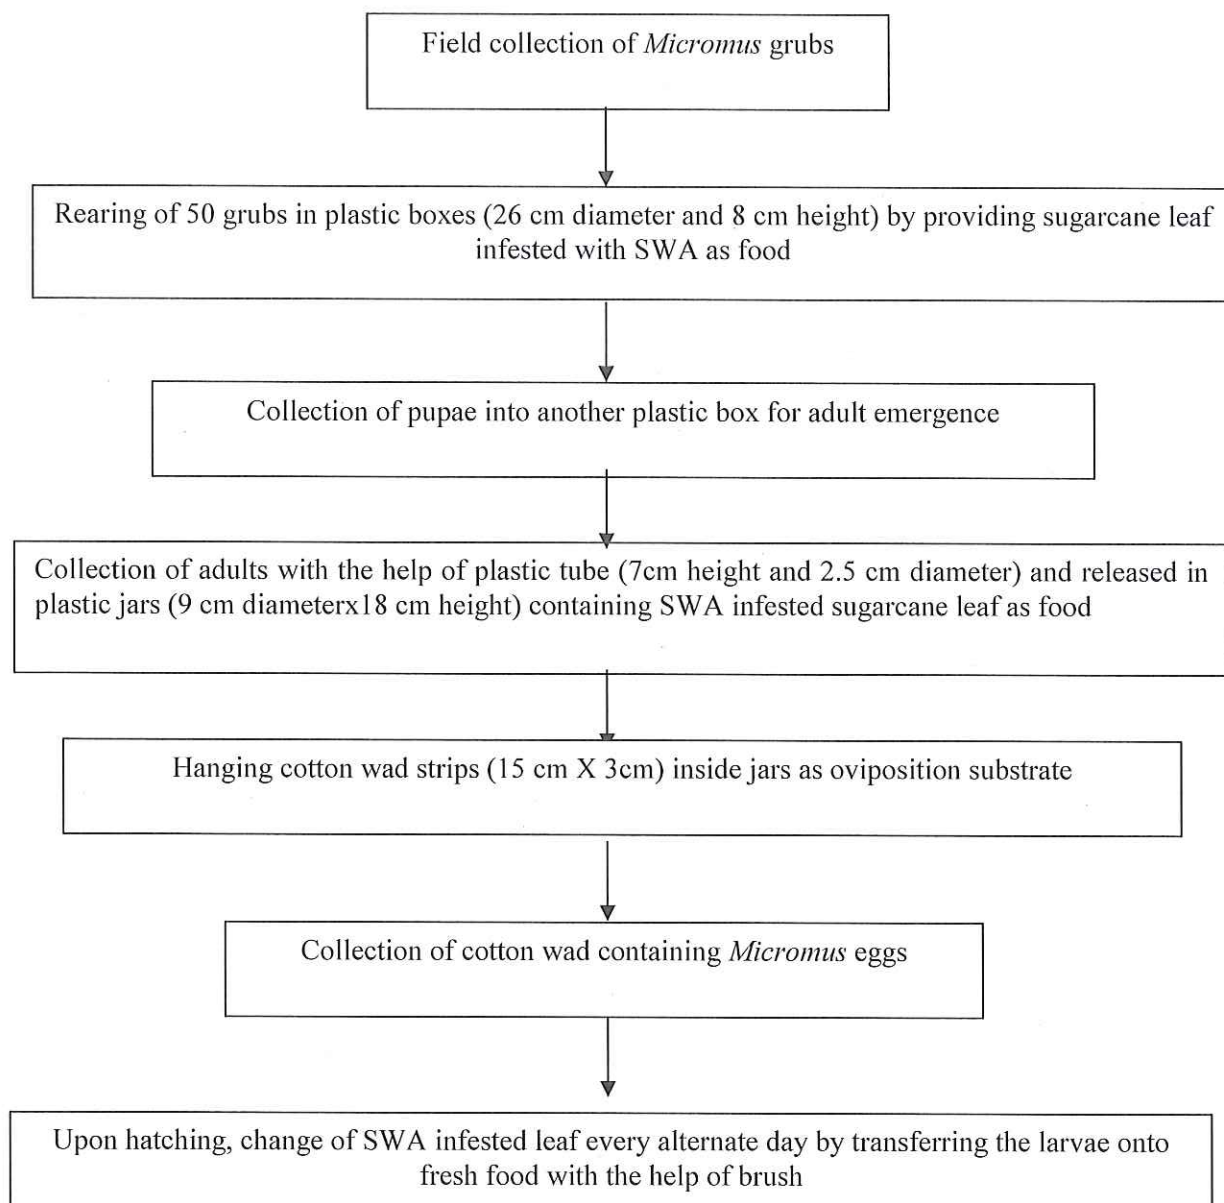 Field collection of Micromus grubs
Rearing of 50 grubs in plastic boxes (26 cm diameter and 8 cm height) by providing sugarcane leaf
infested with SWA as food
Collection of pupae into another plastic box for adult emergence
Collection of adults with the help of plastic tube (7cm height and 2.5 cm diameter) and released in
plastic jars (9 cm diameterx18 cm height) containing SWA infested sugarcane leaf as food
Hanging cotton wad strips (15 cm X 3cm) inside jars as oviposition substrate
Collection of cotton wad containing Micromus eggs
Upon hatching, change of SWA infested leaf every alternate day by transferring the larvae onto
fresh food with the help of brush